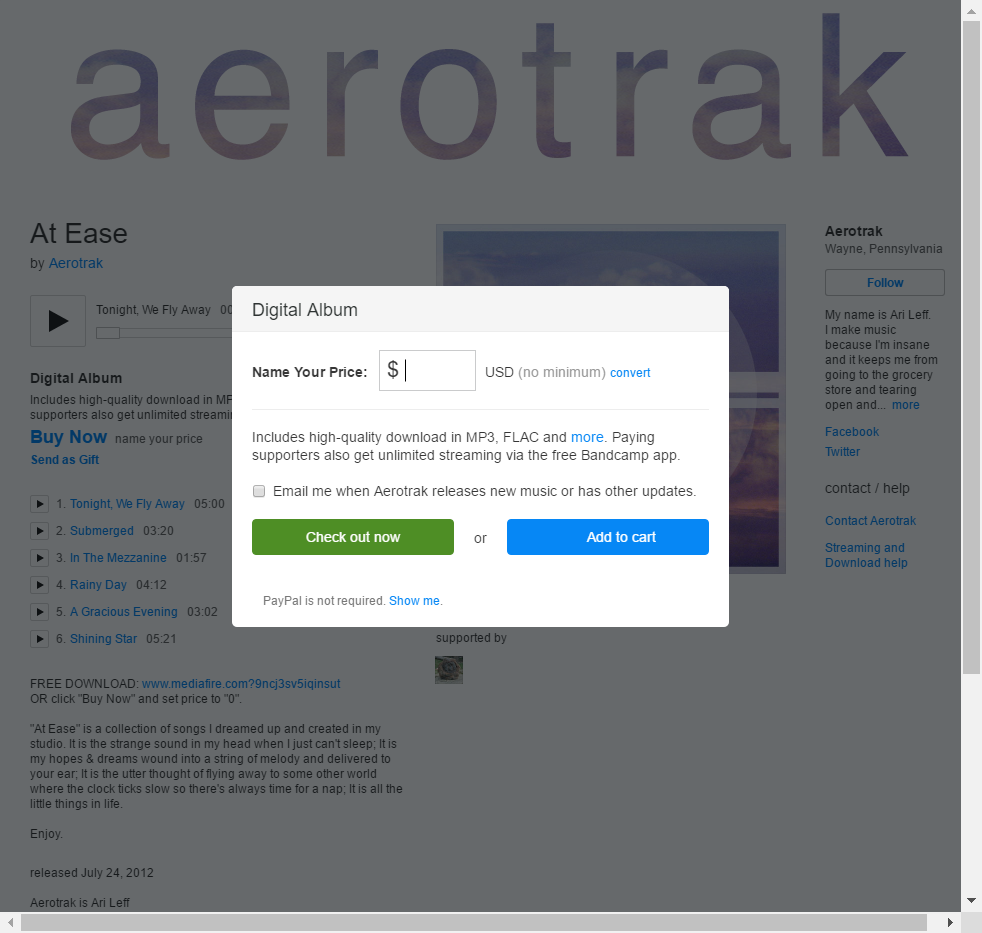 aerotrak
At Ease
by Aerotrak
Tonight, We Fly Away 00
Digital Album
Includes high-quality download in MP
supporters also get unlimited streamin
Buy Now name your price
Send as Gift
1. Tonight, We Fly Away 05:00
2. Submerged 03:20
3. In The Mezzanine 01:57
4. Rainy Day 04:12
5. A Gracious Evening 03:02
6. Shining Star 05:21
FREE DOWNLOAD: www.mediafire.com?9ncj3sv5iqinsut
OR click "Buy Now" and set price to "0".
"At Ease" is a collection of songs I dreamed up and created in my
studio. It is the strange sound in my head when I just can't sleep; It is
my hopes & dreams wound into a string of melody and delivered to
your ear; It is the utter thought of flying away to some other world
where the clock ticks slow so there's always time for a nap; It is all the
little things in life.
Enjoy.
released July 24, 2012
Aerotrak is Ari Leff
Digital Album
Name Your Price: $ USD (no minimum) convert
Includes high-quality download in MP3, FLAC and more. Paying
supporters also get unlimited streaming via the free Bandcamp app.
Email me when Aerotrak releases new music or has other updates.
Check out now or Add to cart
PayPal is not required. Show me.
supported by
Aerotrak
Wayne, Pennsylvania
Follow
My name is Ari Leff.
I make music
because I'm insane
and it keeps me from
going to the grocery
store and tearing
open and... more
Facebook
Twitter
contact / help
Contact Aerotrak
Streaming and
Download help